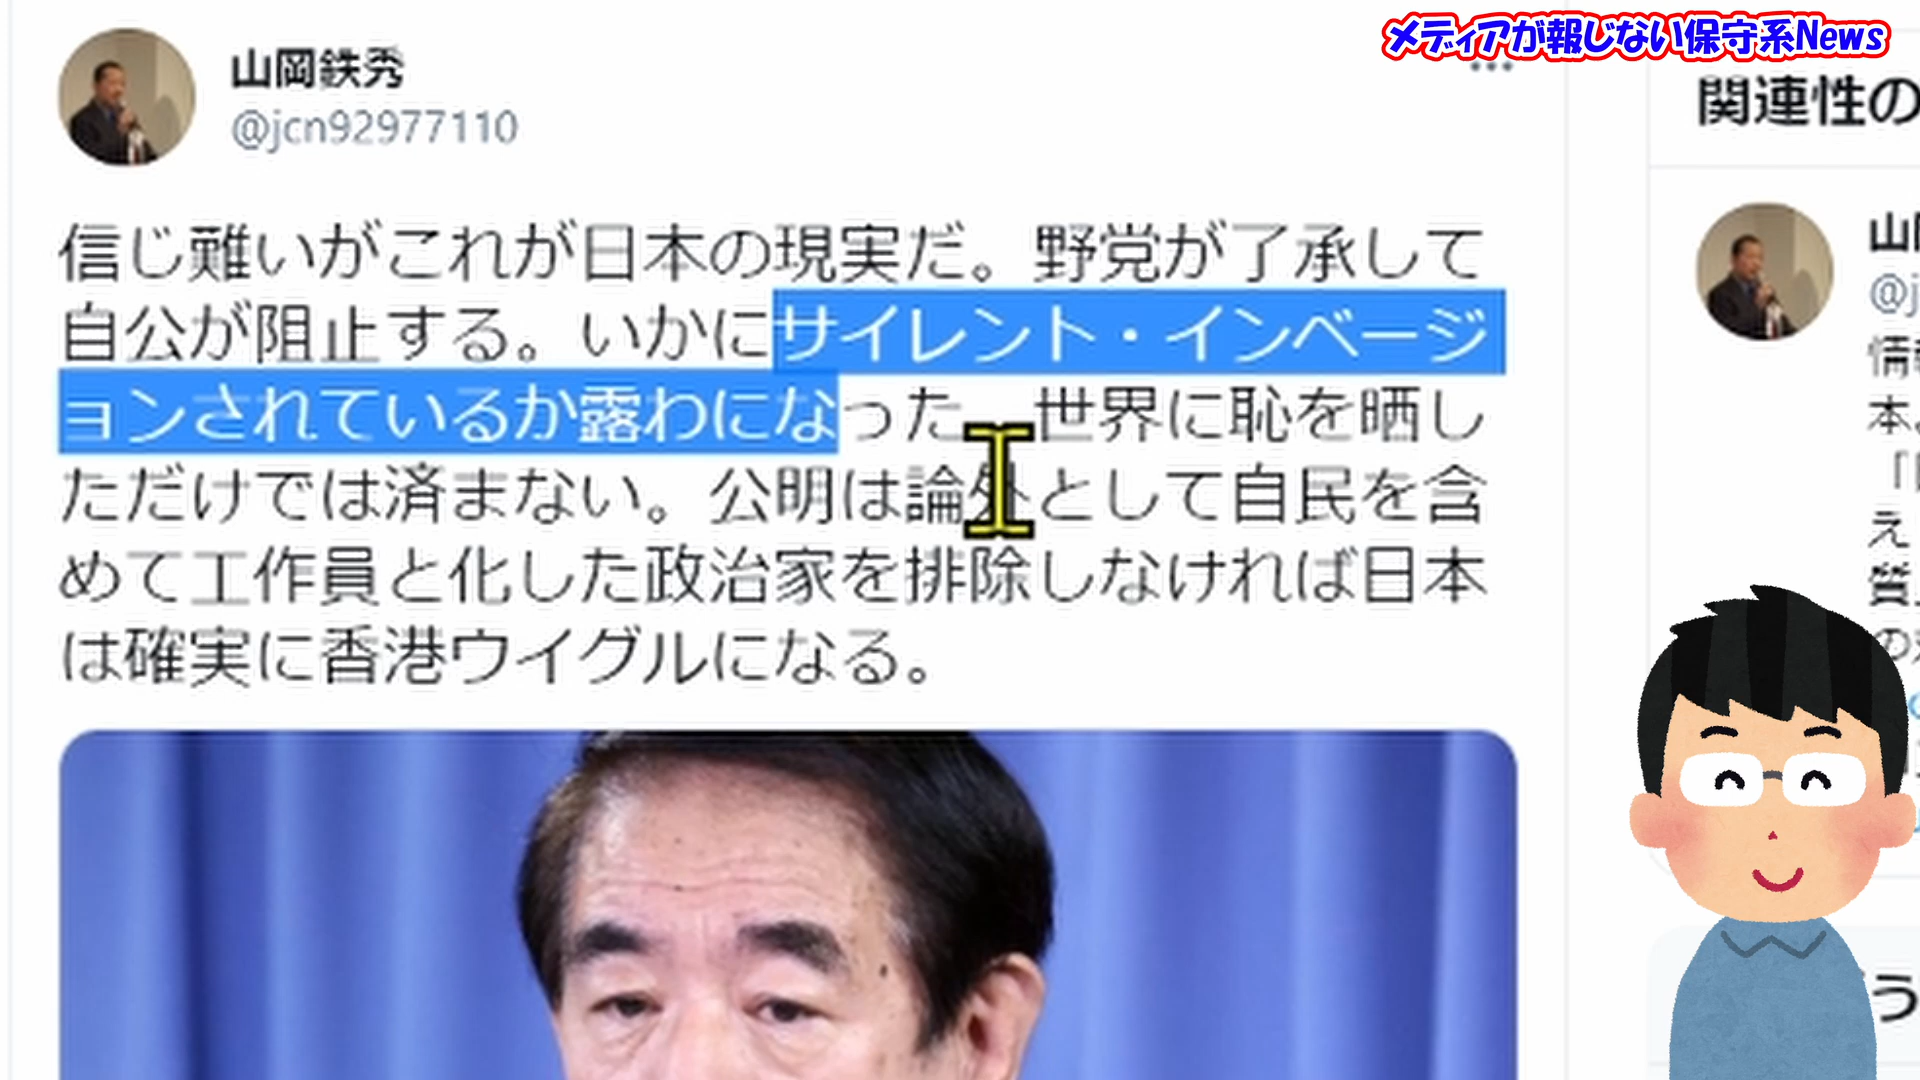 メディアが報じない保守系News
山岡鉄秀
@jcn92977110
信じ難いがこれが日本の現実だ。野党が了承して
自公が阻止する。いかにサイレント・インベージ
ョンされているか露わになった。世界に恥を晒し
ただけでは済まない。公明は論外として自民を含
めて工作員と化した政治家を排除しなければ日本
は確実に香港ウイグルになる。
関連性の
山
@j
本
「
え
質
の
う